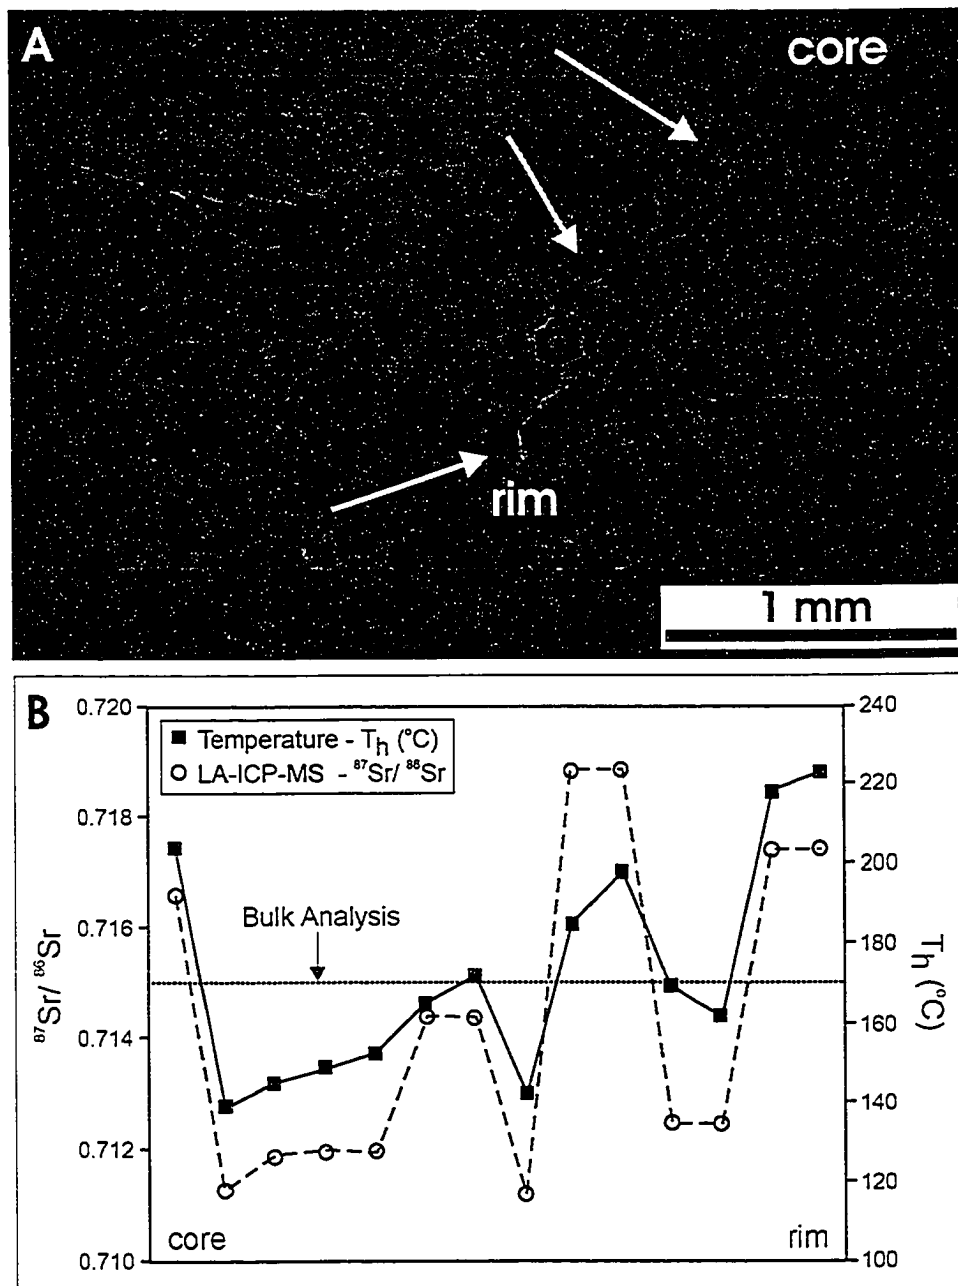 A
core
rim
1 mm
B
0.720
0.718
0.716
0.714
0.712
0.710
⁸⁷Sr/ ⁸⁶Sr
Temperature - Tₕ (°C)
LA-ICP-MS - ⁸⁷Sr/ ⁸⁶Sr
Bulk Analysis
core
rim
240
220
200
170
160
140
120
100
Tₕ (°C)